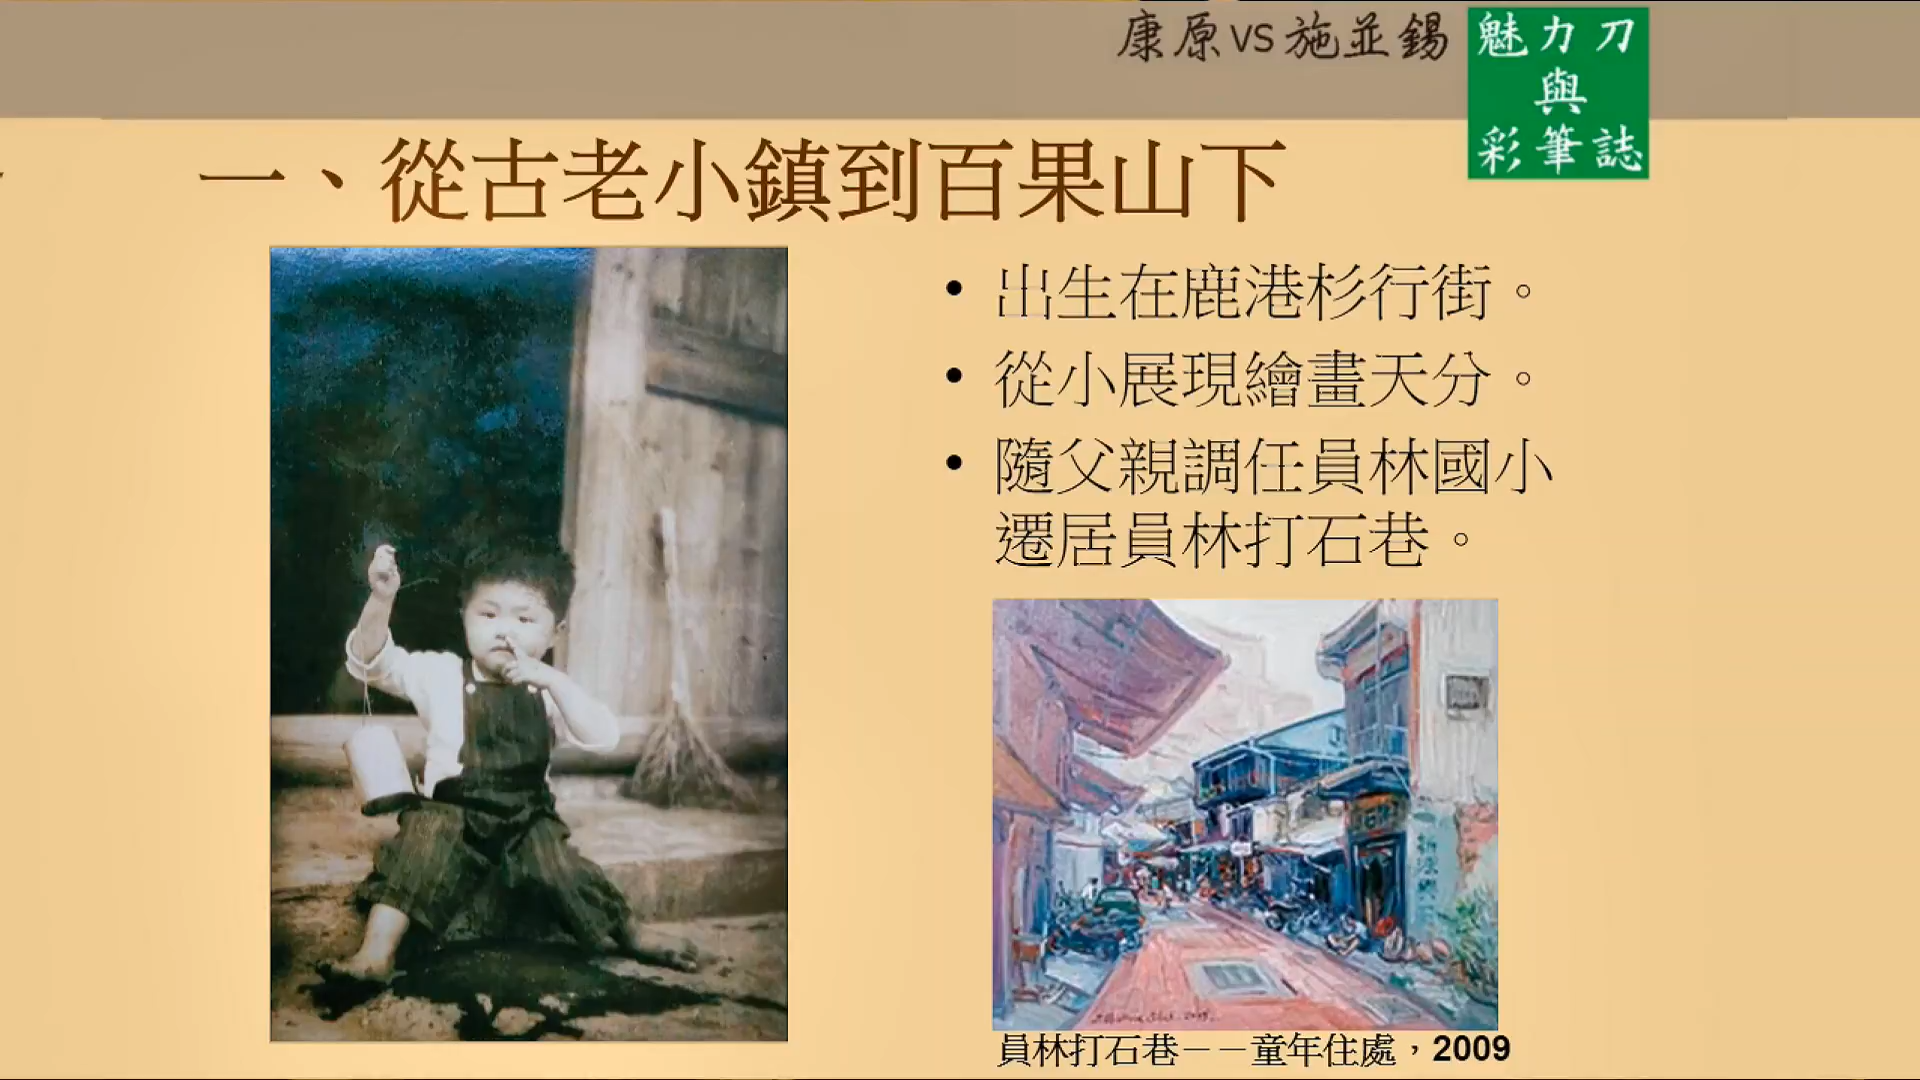 康原VS施並錫
魅力刀
與
彩筆誌
一、從古老小鎮到百果山下
• 出生在鹿港杉行街。
• 從小展現繪畫天分。
• 隨父親調任員林國小
遷居員林打石巷。
員林打石巷－－童年住處，2009